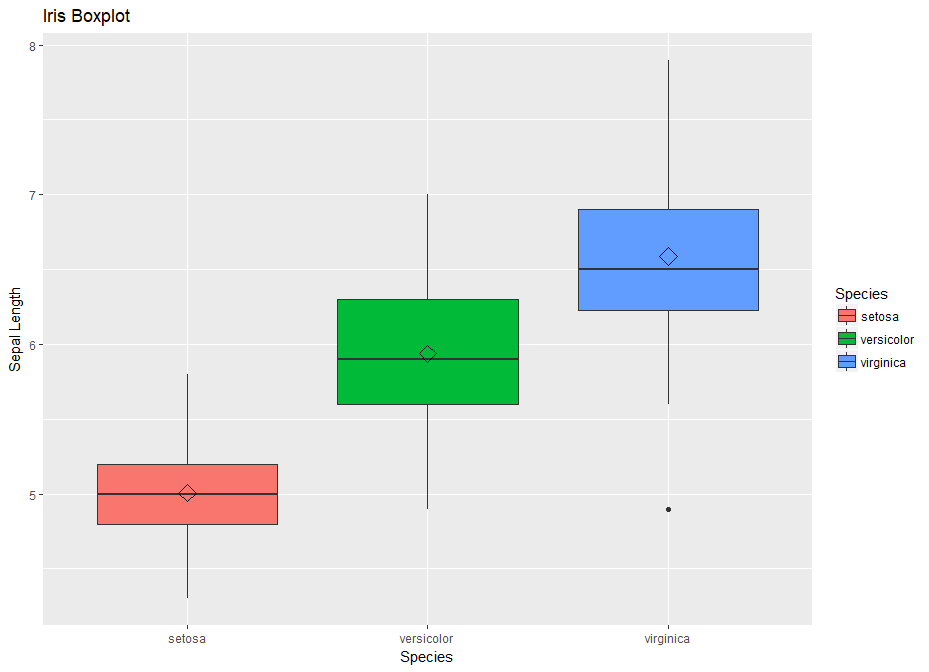 Iris Boxplot
8
7
6
5
Sepal Length
setosa
versicolor
virginica
Species
Species
setosa
versicolor
virginica